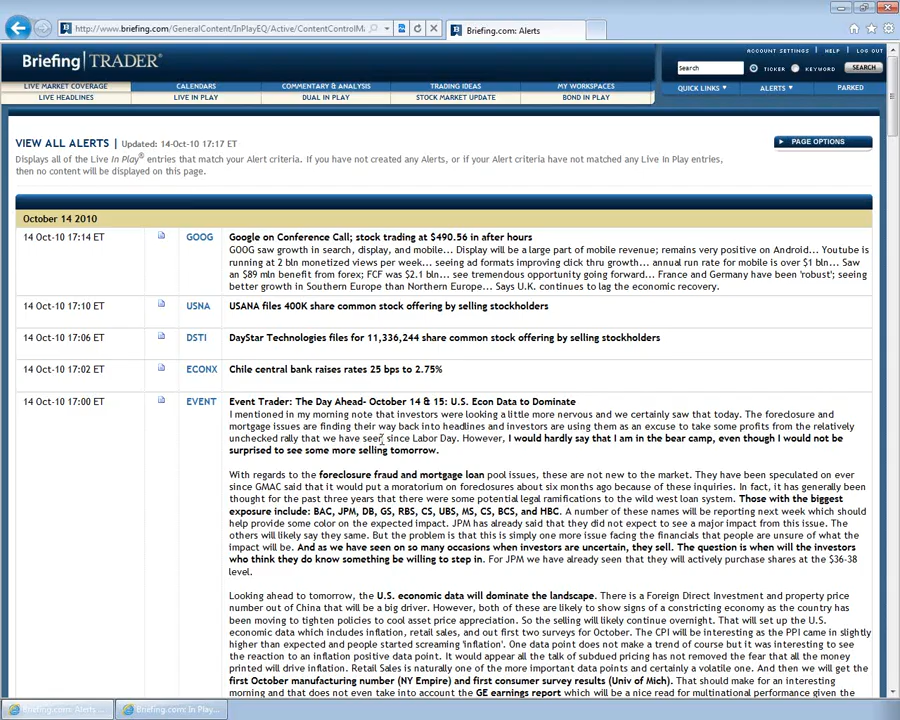 http://www.briefing.com/GeneralContent/InPlayEQ/Active/ContentControlM
Briefing.com: Alerts
Briefing TRADER®
ACCOUNT SETTINGS | HELP | LOG OUT
Search TICKER KEYWORD SEARCH
LIVE MARKET COVERAGE CALENDARS COMMENTARY & ANALYSIS TRADING IDEAS MY WORKSPACES
QUICK LINKS ALERTS PARKED
LIVE HEADLINES LIVE IN PLAY DUAL IN PLAY STOCK MARKET UPDATE BOND IN PLAY
VIEW ALL ALERTS | Updated: 14-Oct-10 17:17 ET
PAGE OPTIONS
Displays all of the Live In Play® entries that match your Alert criteria. If you have not created any Alerts, or if your Alert criteria have not matched any Live In Play entries,
then no content will be displayed on this page.
October 14 2010
14 Oct-10 17:14 ET GOOG Google on Conference Call; stock trading at $490.56 in after hours
GOOG saw growth in search, display, and mobile... Display will be a large part of mobile revenue; remains very positive on Android... Youtube is
running at 2 bln monetized views per week... seeing ad formats improving click thru growth... annual run rate for mobile is over $1 bln... Saw
an $89 mln benefit from forex; FCF was $2.1 bln... see tremendous opportunity going forward... France and Germany have been 'robust'; seeing
better growth in Southern Europe than Northern Europe... Says U.K. continues to lag the economic recovery.
14 Oct-10 17:10 ET USNA USANA files 400K share common stock offering by selling stockholders
14 Oct-10 17:06 ET DSTI DayStar Technologies files for 11,336,244 share common stock offering by selling stockholders
14 Oct-10 17:02 ET ECONX Chile central bank raises rates 25 bps to 2.75%
14 Oct-10 17:00 ET EVENT Event Trader: The Day Ahead- October 14 & 15: U.S. Econ Data to Dominate
I mentioned in my morning note that investors were looking a little more nervous and we certainly saw that today. The foreclosure and
mortgage issues are finding their way back into headlines and investors are using them as an excuse to take some profits from the relatively
unchecked rally that we have seen since Labor Day. However, I would hardly say that I am in the bear camp, even though I would not be
surprised to see some more selling tomorrow.
With regards to the foreclosure fraud and mortgage loan pool issues, these are not new to the market. They have been speculated on ever
since GMAC said that it would put a moratorium on foreclosures about six months ago because of these inquiries. In fact, it has generally been
thought for the past three years that there were some potential legal ramifications to the wild west loan system. Those with the biggest
exposure include: BAC, JPM, DB, GS, RBS, CS, UBS, MS, CS, BCS, and HBC. A number of these names will be reporting next week which should
help provide some color on the expected impact. JPM has already said that they did not expect to see a major impact from this issue. The
others will likely say they same. But the problem is that this is simply one more issue facing the financials that people are unsure of what the
impact will be. And as we have seen on so many occasions when investors are uncertain, they sell. The question is when will the investors
who think they do know something be willing to step in. For JPM we have already seen that they will actively purchase shares at the $36-38
level.
Looking ahead to tomorrow, the U.S. economic data will dominate the landscape. There is a Foreign Direct Investment and property price
number out of China that will be a big driver. However, both of these are likely to show signs of a constricting economy as the country has
been moving to tighten policies to cool asset price appreciation. So the selling will likely continue overnight. That will set up the U.S.
economic data which includes inflation, retail sales, and out first two surveys for October. The CPI will be interesting as the PPI came in slightly
higher than expected and people started screaming 'inflation'. One data point does not make a trend of course but it was interesting to see
the reaction to an inflation positive data point. It would appear all the talk of subdued pricing has not removed the fear that all the money
printed will drive inflation. Retail Sales is naturally one of the more important data points and certainly a volatile one. And then we will get the
first October manufacturing number (NY Empire) and first consumer survey results (Univ of Mich). That should make for an interesting
morning and that does not even take into account the GE earnings report which will be a nice read for multinational performance given the
Briefing.com: Alerts ...
Briefing.com: In Play...